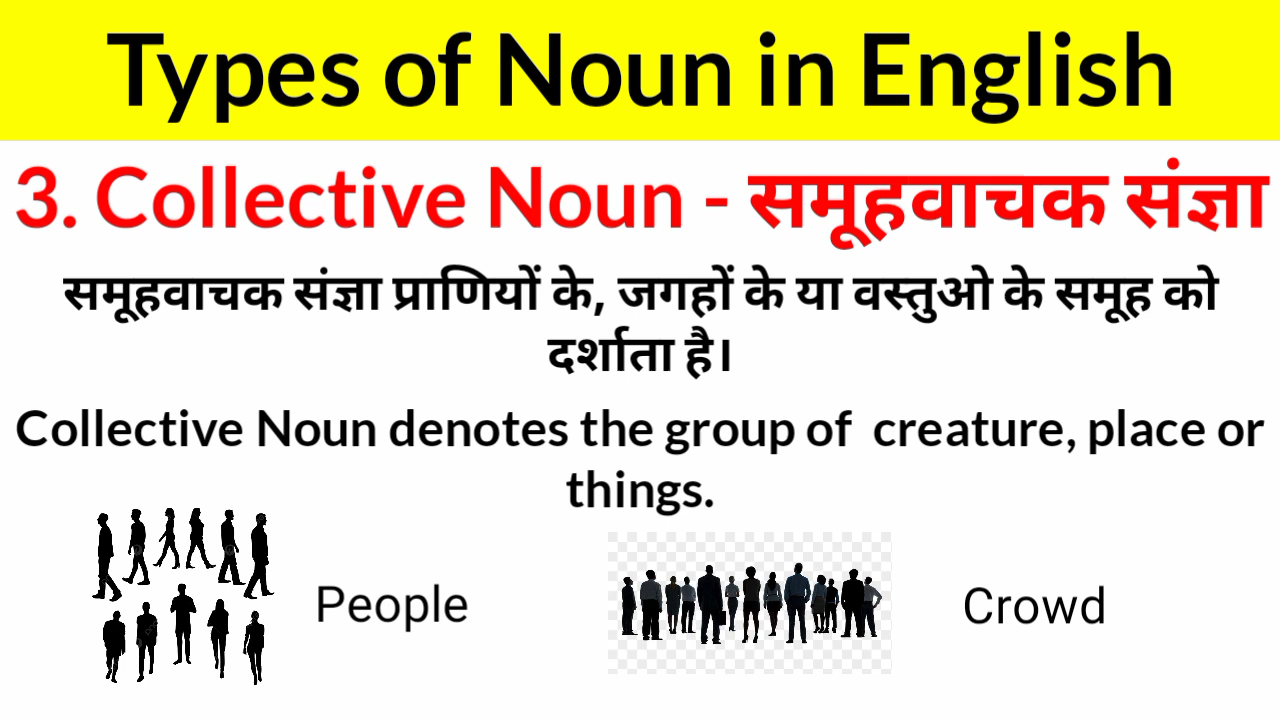 Types of Noun in English
3. Collective Noun - समूहवाचक संज्ञा
समूहवाचक संज्ञा प्राणियों के, जगहों के या वस्तुओ के समूह को
दर्शाता है।
Collective Noun denotes the group of creature, place or
things.
People
Crowd